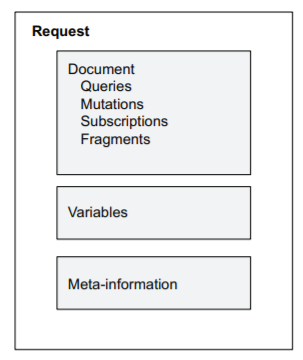 Request
Document
Queries
Mutations
Subscriptions
Fragments
Variables
Meta-information